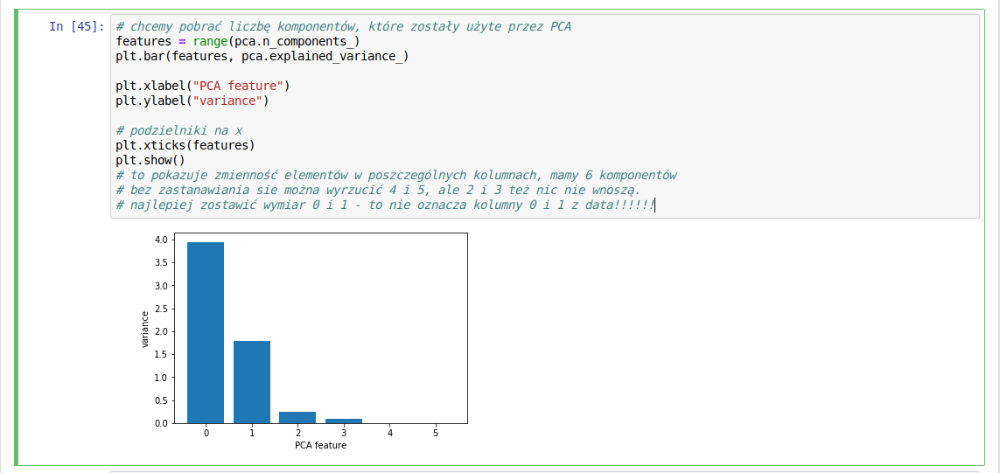 In [45]:
# chcemy pobrać liczbę komponentów, które zostały użyte przez PCA
features = range(pca.n_components_)
plt.bar(features, pca.explained_variance_)
plt.xlabel("PCA feature")
plt.ylabel("variance")
# podzielniki na x
plt.xticks(features)
plt.show()
# to pokazuje zmienność elementów w poszczególnych kolumnach, mamy 6 komponentów
# bez zastanawiania sie można wyrzucić 4 i 5, ale 2 i 3 też nic nie wnoszą.
# najlepiej zostawić wymiar 0 i 1 - to nie oznacza kolumny 0 i 1 z data!!!!!!
4.0
3.5
3.0
2.5
2.0
1.5
1.0
0.5
0.0
variance
0 1 2 3 4 5
PCA feature